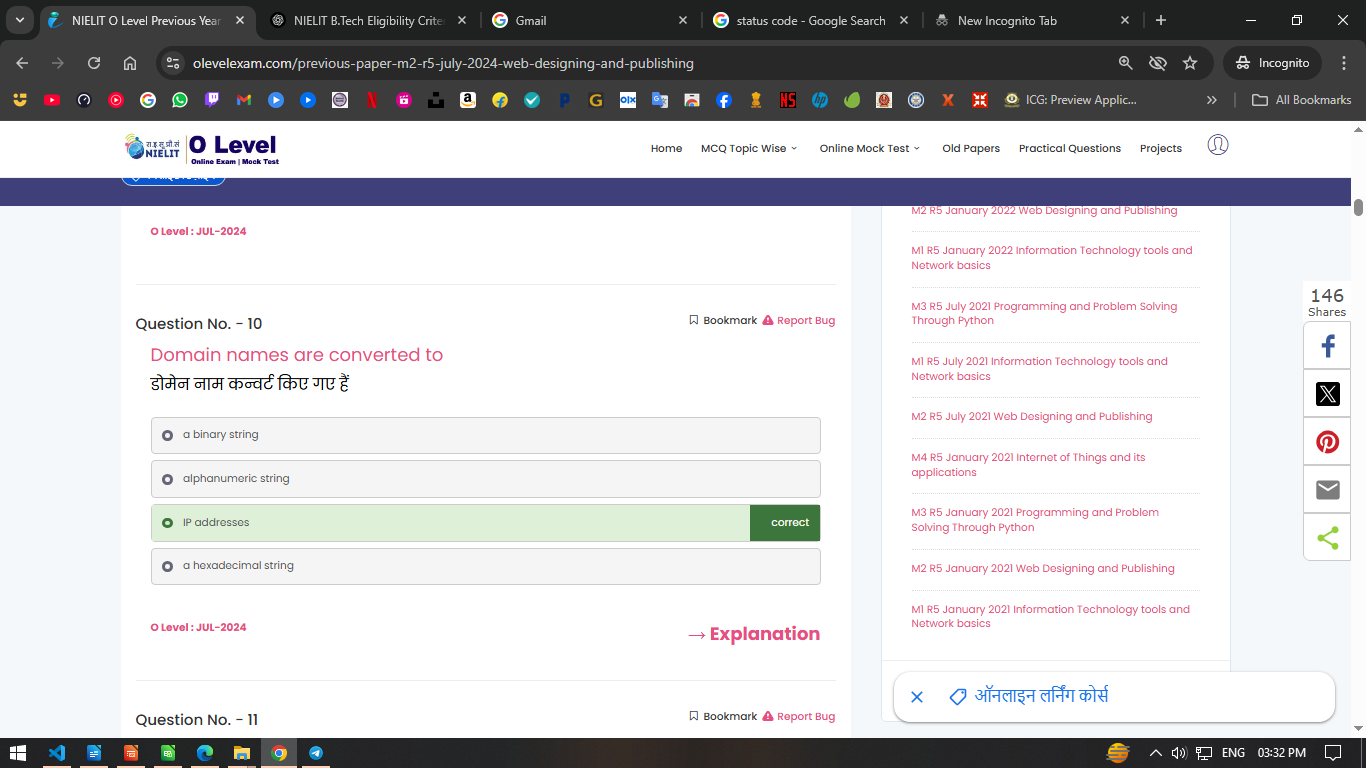 NIELIT O Level Previous Year
NIELIT B.Tech Eligibility Criter
Gmail
status code - Google Search
New Incognito Tab
olevelexam.com/previous-paper-m2-r5-july-2024-web-designing-and-publishing
Incognito
ICG: Preview Applic...
All Bookmarks
रा.इ.सू.प्रौ.सं
NIELIT
O Level
Online Exam | Mock Test
Home
MCQ Topic Wise
Online Mock Test
Old Papers
Practical Questions
Projects
O Level : JUL-2024
Question No. - 10
Bookmark
Report Bug
Domain names are converted to
डोमेन नाम कन्वर्ट किए गए हैं
a binary string
alphanumeric string
IP addresses
correct
a hexadecimal string
O Level : JUL-2024
→ Explanation
Question No. - 11
Bookmark
Report Bug
M2 R5 January 2022 Web Designing and Publishing
M1 R5 January 2022 Information Technology tools and
Network basics
M3 R5 July 2021 Programming and Problem Solving
Through Python
M1 R5 July 2021 Information Technology tools and
Network basics
M2 R5 July 2021 Web Designing and Publishing
M4 R5 January 2021 Internet of Things and its
applications
M3 R5 January 2021 Programming and Problem
Solving Through Python
M2 R5 January 2021 Web Designing and Publishing
M1 R5 January 2021 Information Technology tools and
Network basics
146
Shares
ऑनलाइन लर्निंग कोर्स
ENG
03:32 PM